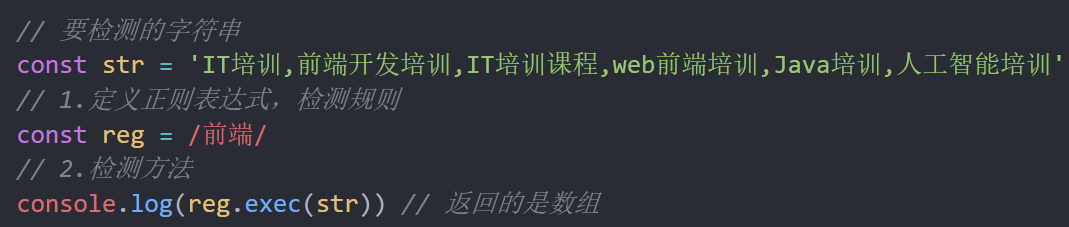 // 要检测的字符串
const str = 'IT培训,前端开发培训,IT培训课程,web前端培训,Java培训,人工智能培训'
// 1.定义正则表达式，检测规则
const reg = /前端/
// 2.检测方法
console.log(reg.exec(str)) // 返回的是数组